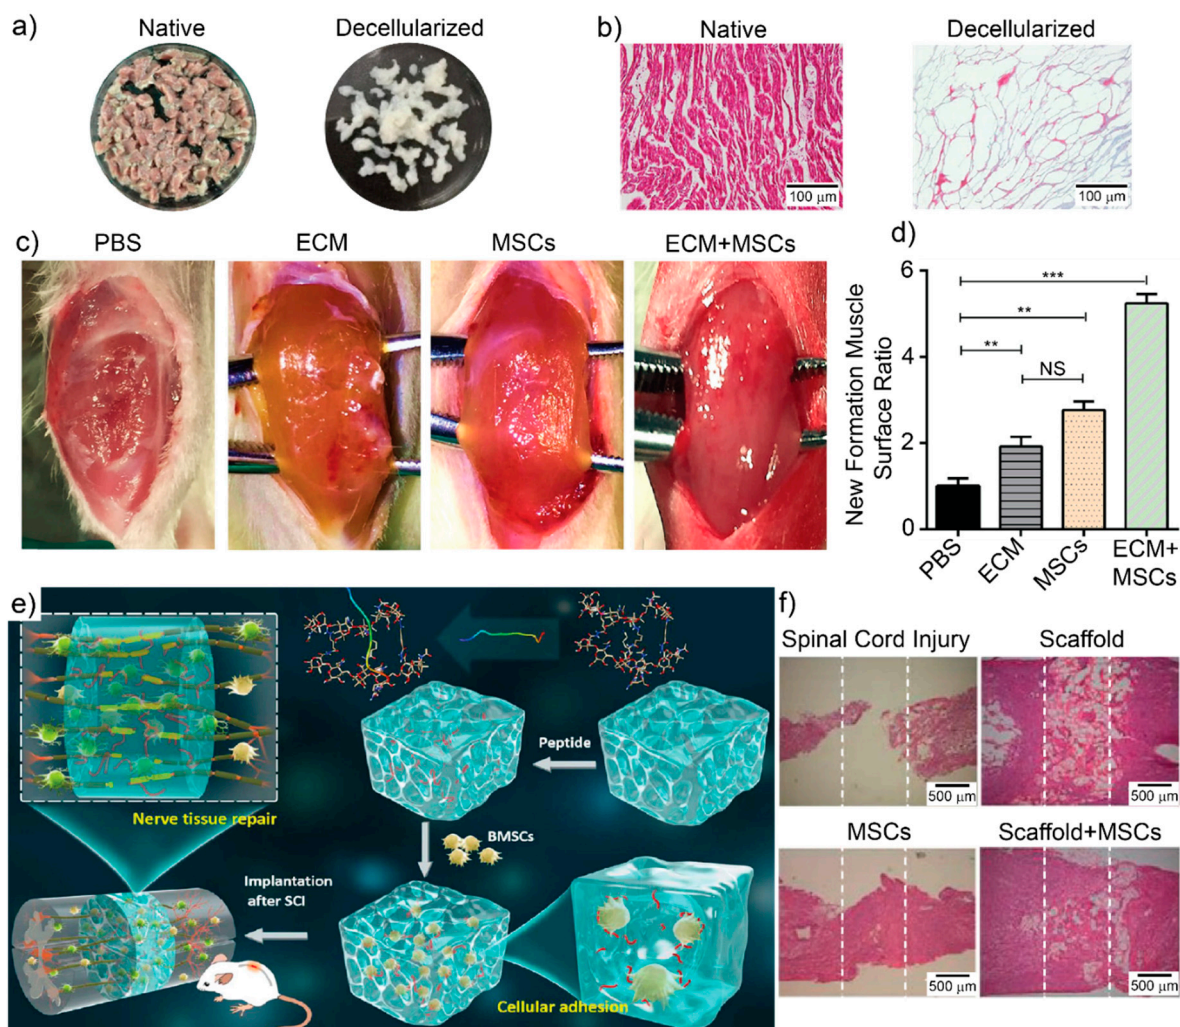 a)
Native
Decellularized
b)
Native
Decellularized
100 μm
100 μm
c)
PBS
ECM
MSCs
ECM+MSCs
d)
New Formation Muscle
Surface Ratio
6
4
2
0
***
**
**
NS
PBS
ECM
MSCs
ECM+
MSCs
e)
Peptide
Nerve tissue repair
BMSCs
Implantation
after SCI
Cellular adhesion
f)
Spinal Cord Injury
Scaffold
500 μm
500 μm
MSCs
Scaffold+MSCs
500 μm
500 μm